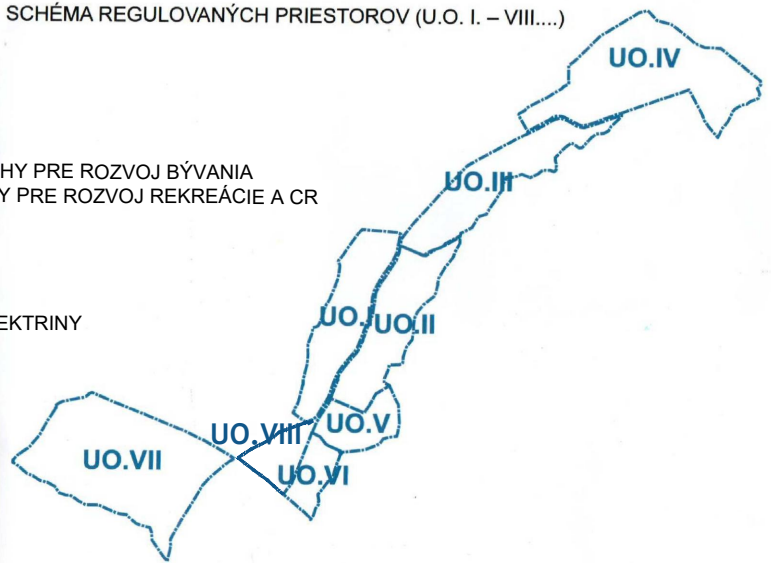 SCHÉMA REGULOVANÝCH PRIESTOROV (U.O. I. – VIII....)
UO.IV
HY PRE ROZVOJ BÝVANIA
Y PRE ROZVOJ REKREÁCIE A CR
UO.III
EKTRINY
UO.I
UO.II
UO.V
UO.VIII
UO.VII
UO.VI